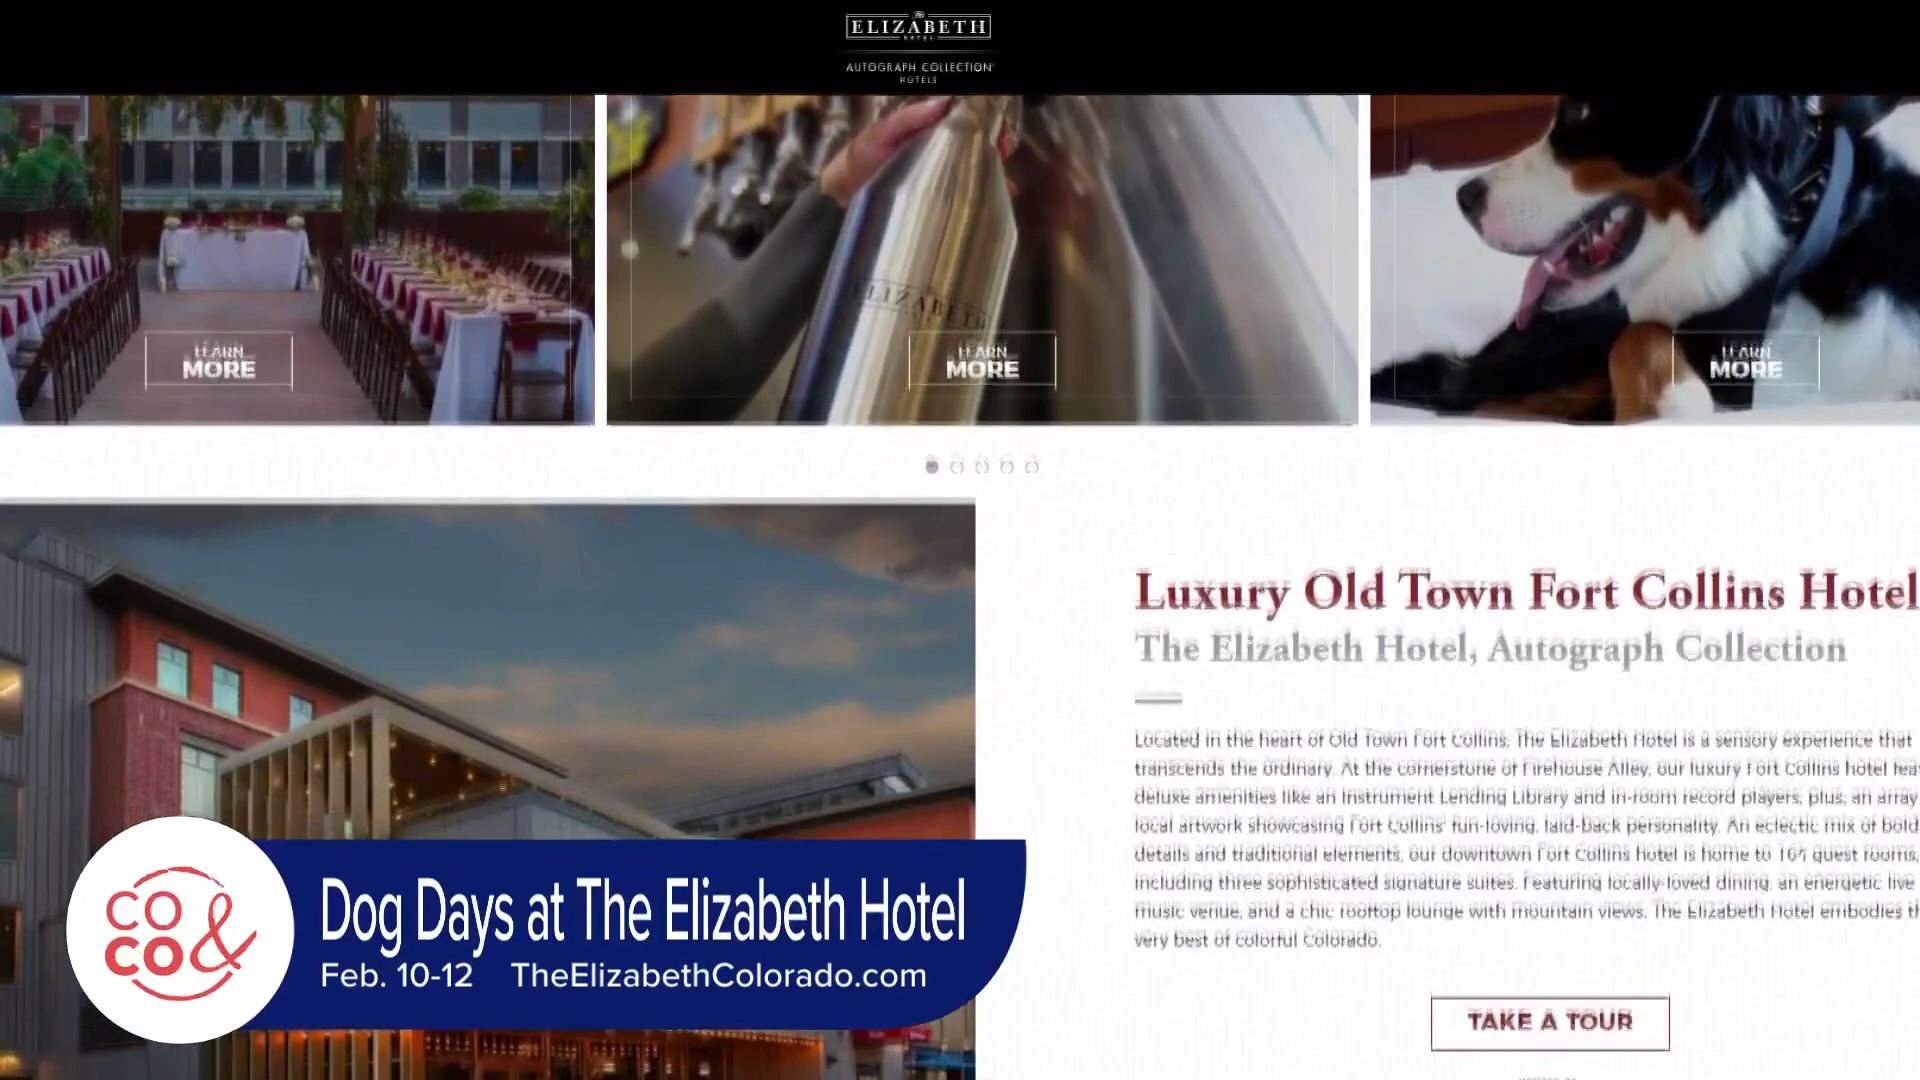 The
ELIZABETH
HOTEL
AUTOGRAPH COLLECTION
HOTELS
ELIZABETH
LEARN
MORE
LEARN
MORE
LEARN
MORE
Luxury Old Town Fort Collins Hotel
The Elizabeth Hotel, Autograph Collection
Located in the heart of Old Town Fort Collins, The Elizabeth Hotel is a sensory experience that
transcends the ordinary. At the cornerstone of Firehouse Alley, our luxury Fort Collins hotel
deluxe amenities like an Instrument Lending Library and in-room record players, plus, an array
local artwork showcasing Fort Collins' fun-loving, laid-back personality. An eclectic mix of bold
details and traditional elements, our downtown Fort Collins hotel is home to 164 guest rooms,
including three sophisticated signature suites. Featuring locally-loved dining, an energetic live
music venue, and a chic rooftop lounge with mountain views, The Elizabeth Hotel embodies
very best of colorful Colorado.
TAKE A TOUR
CO &
CO
Dog Days at The Elizabeth Hotel
Feb. 10-12 TheElizabethColorado.com